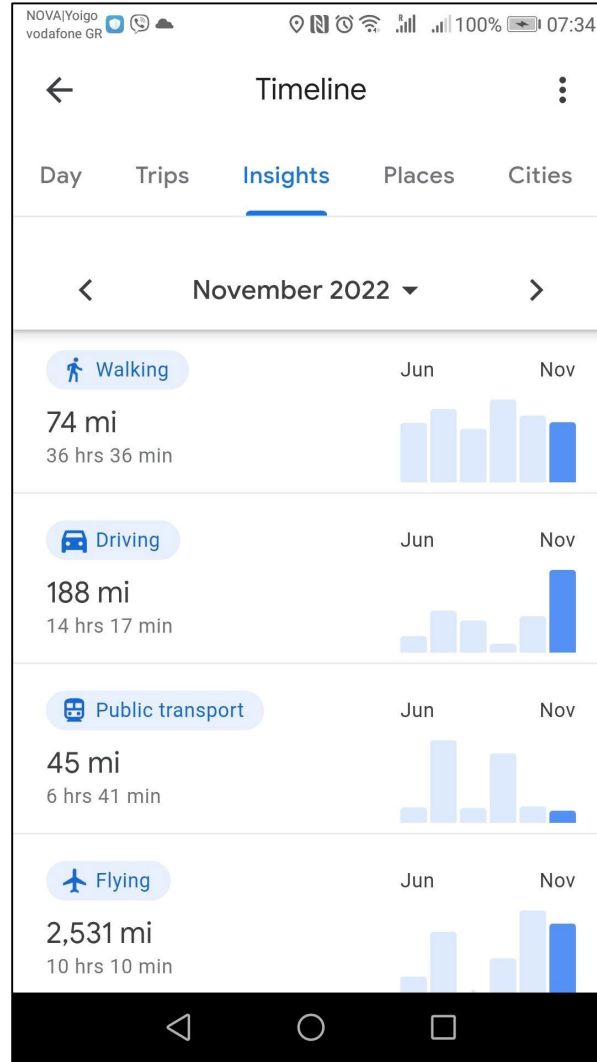 NOVA|Yoigo
vodafone GR
100% 07:34
Timeline
Day Trips Insights Places Cities
November 2022
Walking Jun Nov
74 mi
36 hrs 36 min
Driving Jun Nov
188 mi
14 hrs 17 min
Public transport Jun Nov
45 mi
6 hrs 41 min
Flying Jun Nov
2,531 mi
10 hrs 10 min